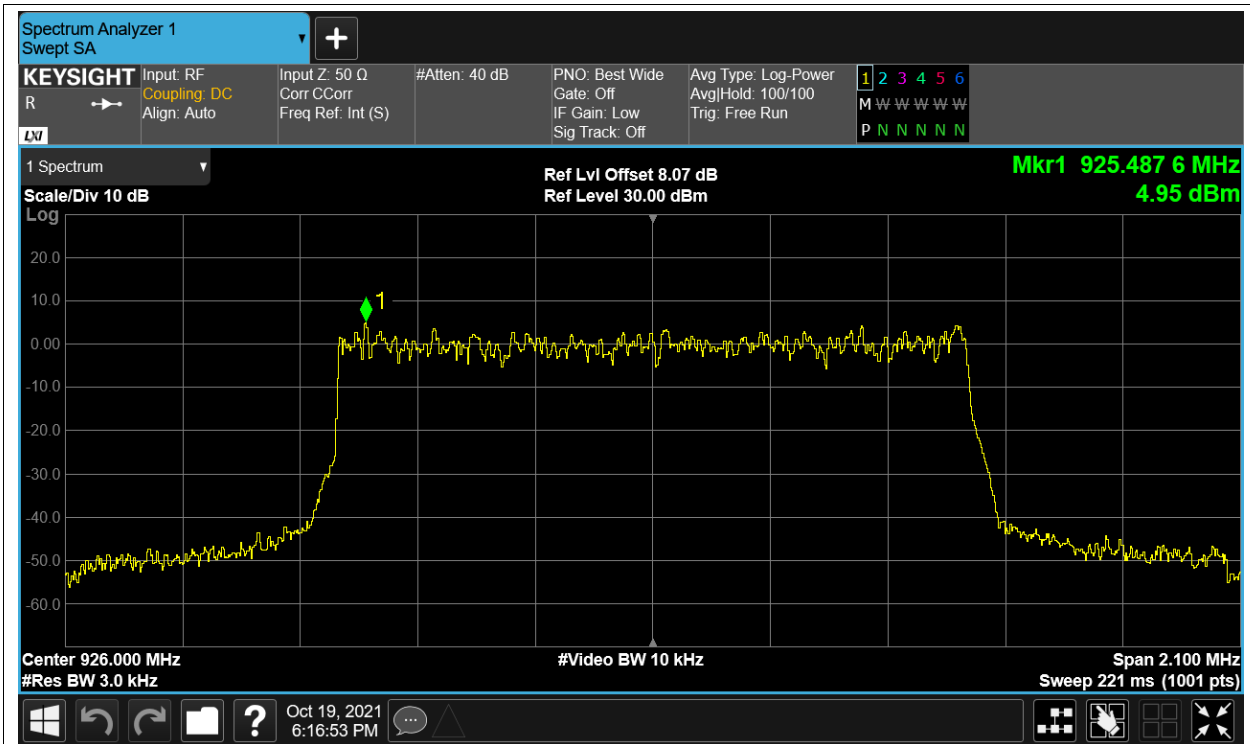 Spectrum Analyzer 1
Swept SA
KEYSIGHT
R
LXI
Input: RF
Coupling: DC
Align: Auto
Input Z: 50 Ω
Corr CCorr
Freq Ref: Int (S)
#Atten: 40 dB
PNO: Best Wide
Gate: Off
IF Gain: Low
Sig Track: Off
Avg Type: Log-Power
Avg|Hold: 100/100
Trig: Free Run
1 2 3 4 5 6
M W W W W W
P N N N N N
1 Spectrum
Scale/Div 10 dB
Ref Lvl Offset 8.07 dB
Ref Level 30.00 dBm
Mkr1 925.487 6 MHz
4.95 dBm
Log
20.0
10.0
0.00
-10.0
-20.0
-30.0
-40.0
-50.0
-60.0
1
Center 926.000 MHz
#Res BW 3.0 kHz
#Video BW 10 kHz
Span 2.100 MHz
Sweep 221 ms (1001 pts)
?
Oct 19, 2021
6:16:53 PM